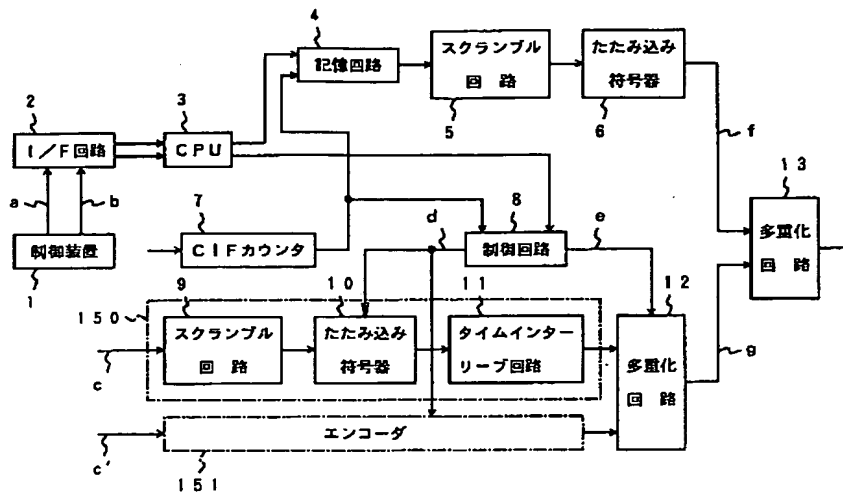 4
記憶回路
スクランブル
回 路
5
たたみ込み
符号器
6
2
I/F回路
3
CPU
f
13
多重化
回 路
a
b
制御装置
1
7
CIFカウンタ
d
8
制御回路
e
12
多重化
回 路
g
150
9
スクランブル
回 路
10
たたみ込み
符号器
11
タイムインター
リーブ回路
c
エンコーダ
c'
151